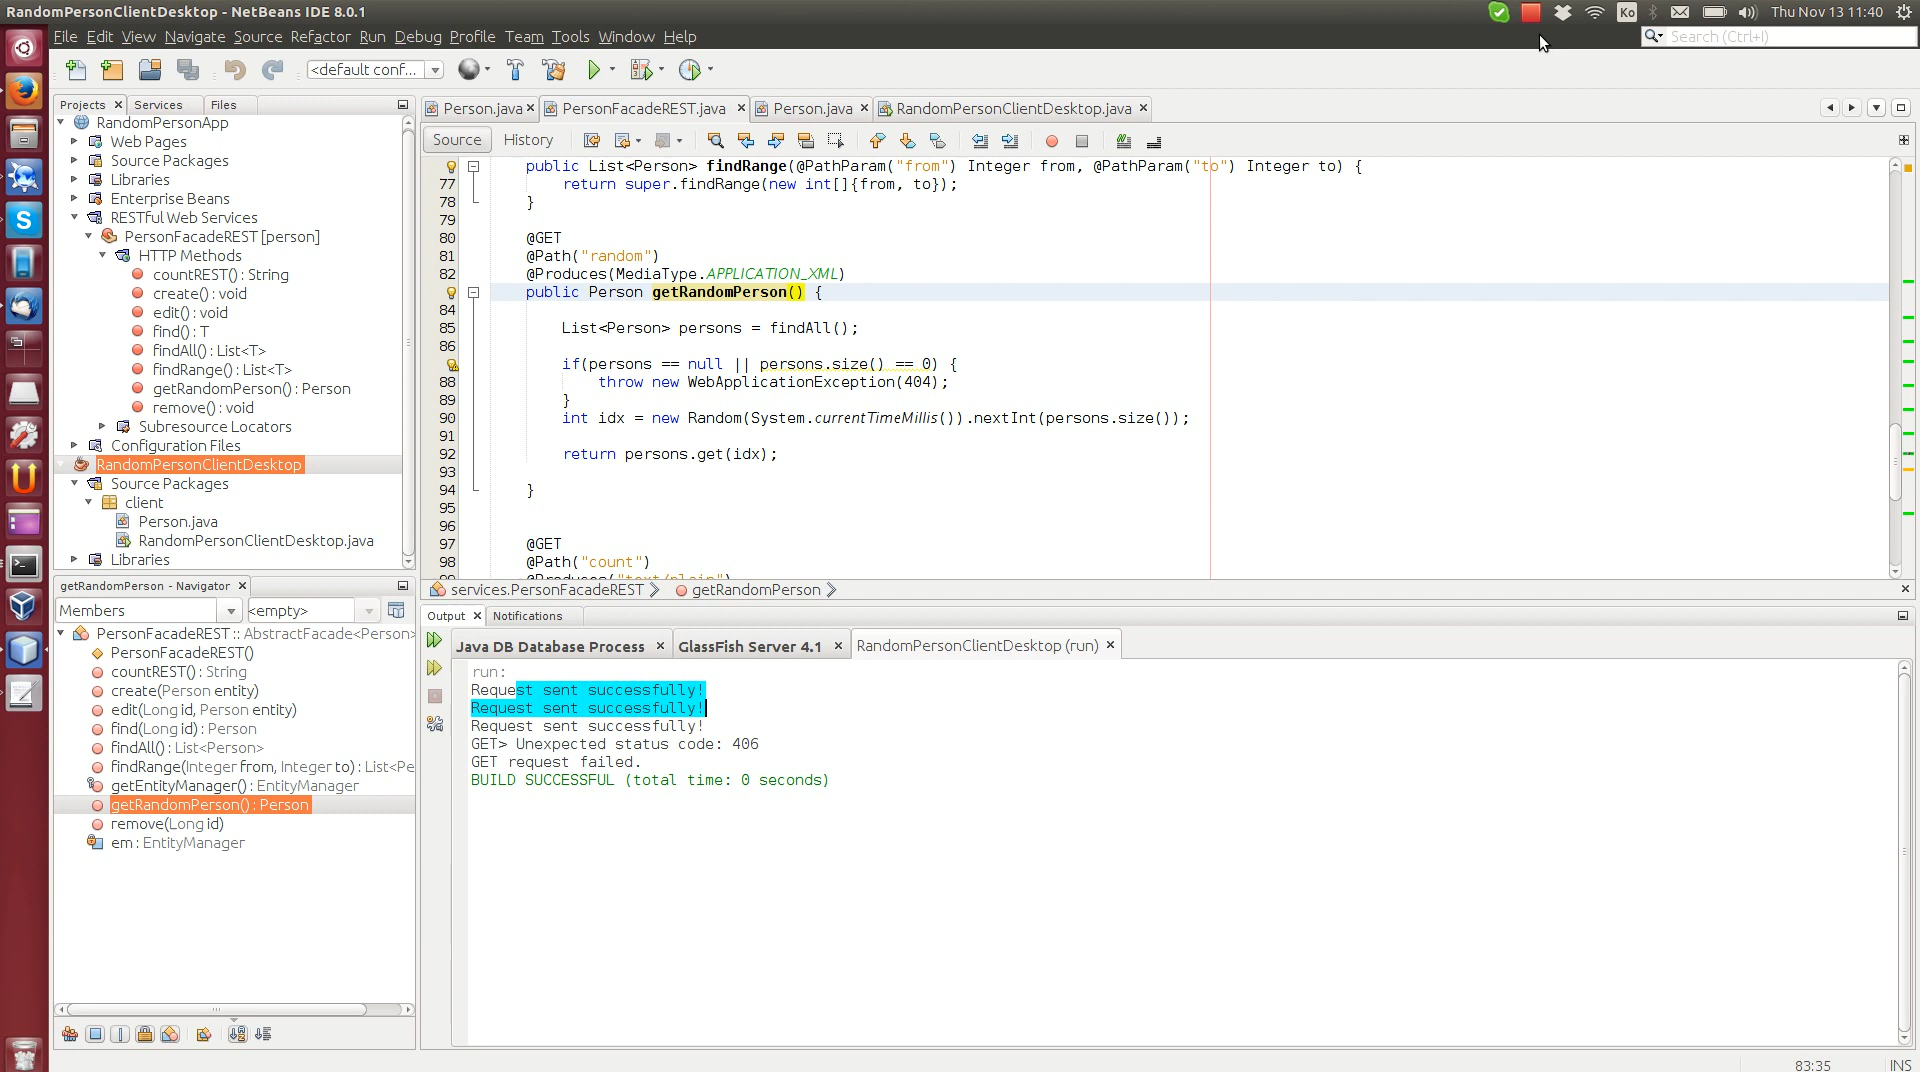 RandomPersonClientDesktop - NetBeans IDE 8.0.1
Ko
Thu Nov 13 11:40
File Edit View Navigate Source Refactor Run Debug Profile Team Tools Window Help
Search (Ctrl+I)
<default conf...
Projects
Services
Files
RandomPersonApp
Web Pages
Source Packages
Libraries
Enterprise Beans
RESTful Web Services
PersonFacadeREST [person]
HTTP Methods
countREST() : String
create() : void
edit() : void
find() : T
findAll() : List<T>
findRange() : List<T>
getRandomPerson() : Person
remove() : void
Subresource Locators
Configuration Files
RandomPersonClientDesktop
Source Packages
client
Person.java
RandomPersonClientDesktop.java
Libraries
getRandomPerson - Navigator
Members
<empty>
PersonFacadeREST :: AbstractFacade<Person>
PersonFacadeREST()
countREST() : String
create(Person entity)
edit(Long id, Person entity)
find(Long id) : Person
findAll() : List<Person>
findRange(Integer from, Integer to) : List<Pe
getEntityManager() : EntityManager
getRandomPerson() : Person
remove(Long id)
em : EntityManager
Person.java
PersonFacadeREST.java
Person.java
RandomPersonClientDesktop.java
Source
History
public List<Person> findRange(@PathParam("from") Integer from, @PathParam("to") Integer to) {
77 return super.findRange(new int[]{from, to});
78 }
79
80 @GET
81 @Path("random")
82 @Produces(MediaType.APPLICATION_XML)
public Person getRandomPerson() {
84
85 List<Person> persons = findAll();
86
if(persons == null || persons.size() == 0) {
88 throw new WebApplicationException(404);
89 }
90 int idx = new Random(System.currentTimeMillis()).nextInt(persons.size());
91
92 return persons.get(idx);
93
94 }
95
96
97 @GET
98 @Path("count")
99 @Produces("text/plain")
services.PersonFacadeREST
getRandomPerson
Output
Notifications
Java DB Database Process
GlassFish Server 4.1
RandomPersonClientDesktop (run)
run:
Request sent successfully!
Request sent successfully!
Request sent successfully!
GET> Unexpected status code: 406
GET request failed.
BUILD SUCCESSFUL (total time: 0 seconds)
83:35
INS